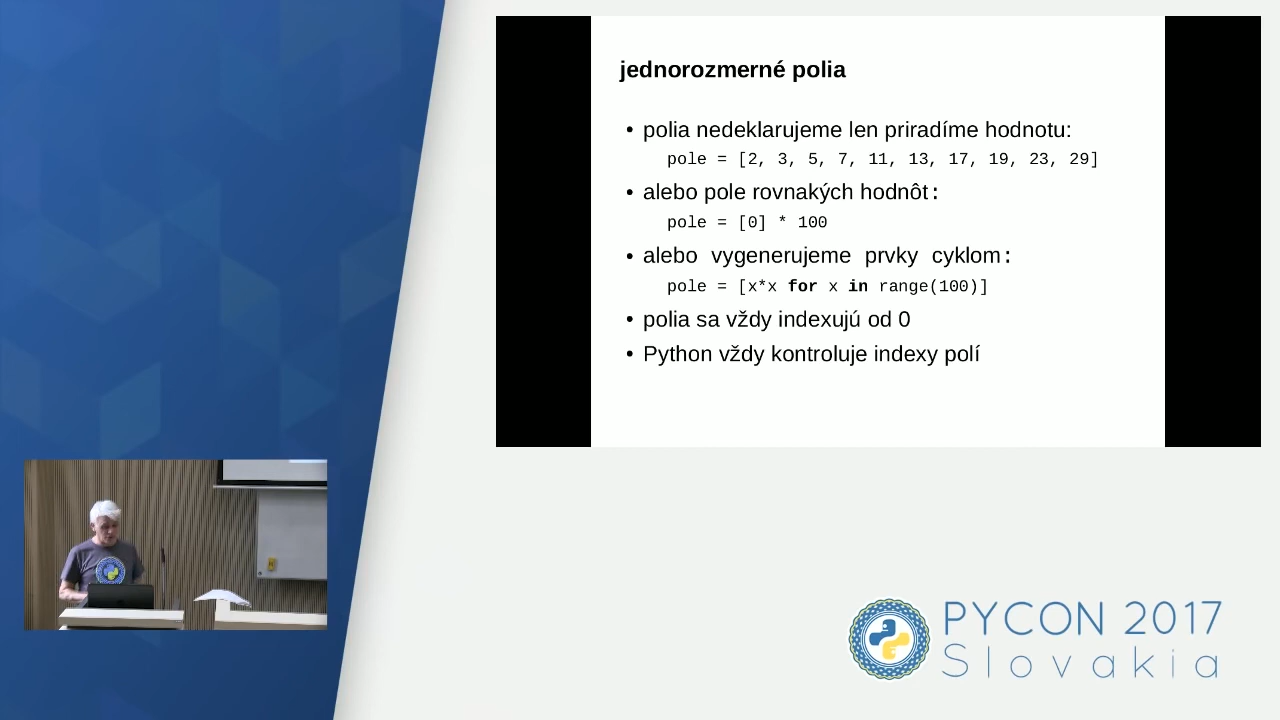 jednorozmerné polia
• polia nedeklarujeme len priradíme hodnotu:
pole = [2, 3, 5, 7, 11, 13, 17, 19, 23, 29]
• alebo pole rovnakých hodnôt:
pole = [0] * 100
• alebo vygenerujeme prvky cyklom:
pole = [x*x for x in range(100)]
• polia sa vždy indexujú od 0
• Python vždy kontroluje indexy polí
PYCON 2017
Slovakia